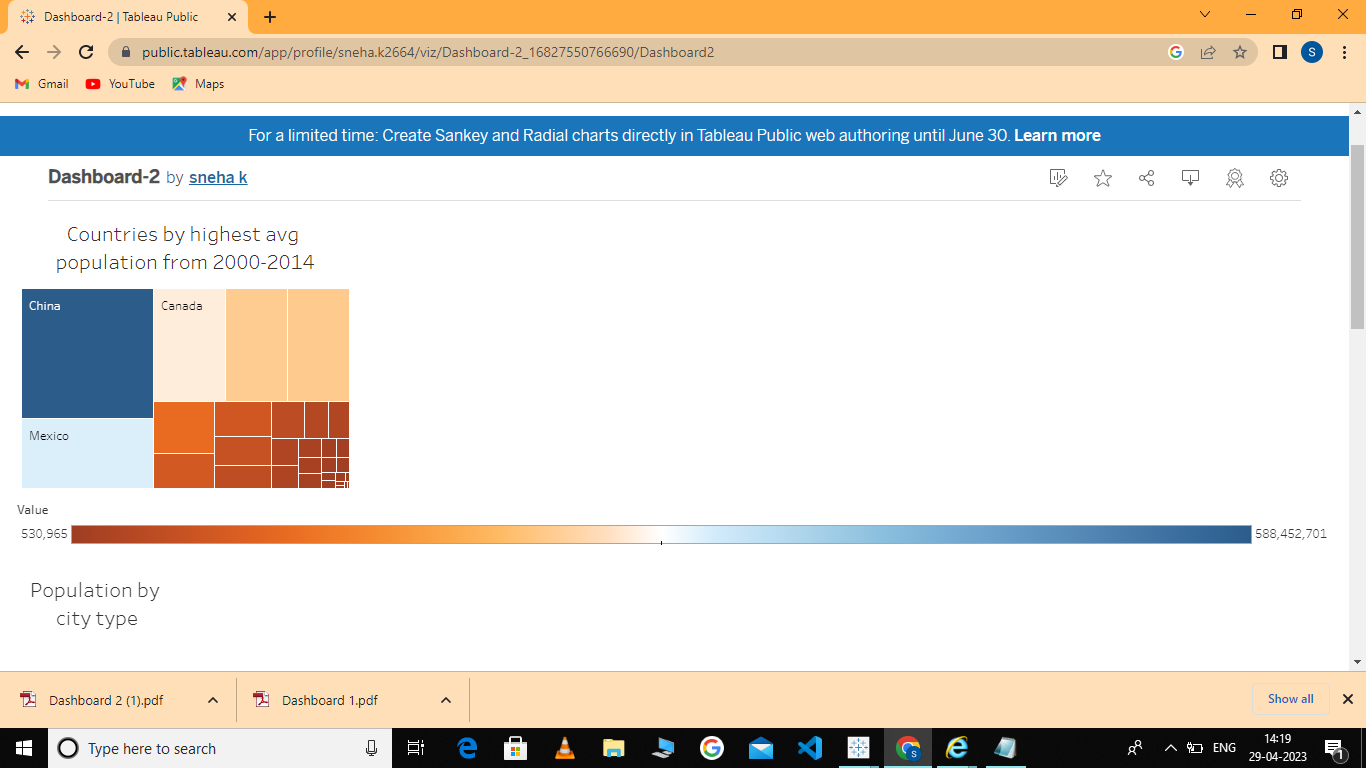 Dashboard-2 | Tableau Public
public.tableau.com/app/profile/sneha.k2664/viz/Dashboard-2_16827550766690/Dashboard2
S
Gmail YouTube Maps
For a limited time: Create Sankey and Radial charts directly in Tableau Public web authoring until June 30. Learn more
Dashboard-2 by sneha k
Countries by highest avg
population from 2000-2014
China
Canada
Mexico
Value
530,965
588,452,701
Population by
city type
Dashboard 2 (1).pdf
Dashboard 1.pdf
Show all
Type here to search
ENG
14:19
29-04-2023
1